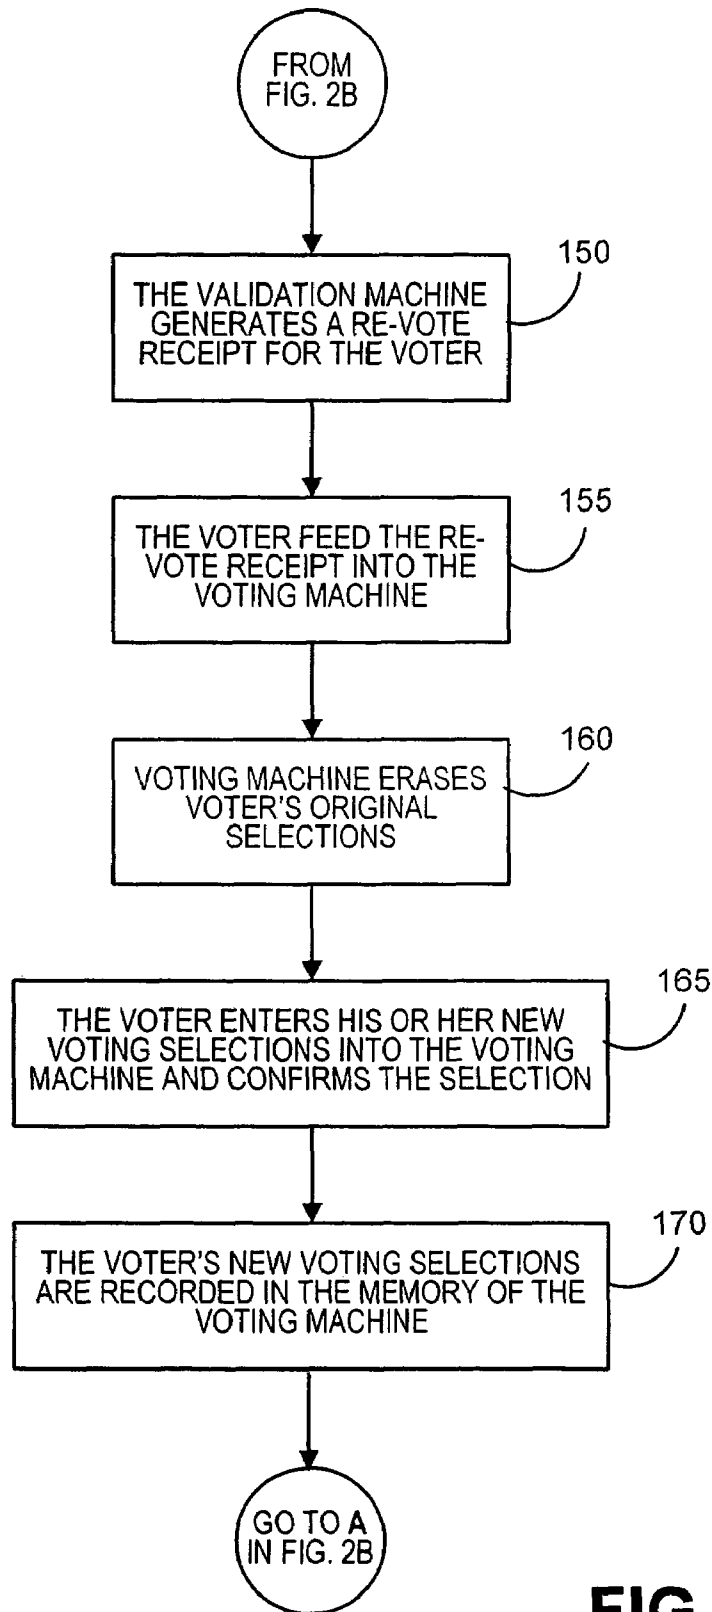 FROM
FIG. 2B
150
THE VALIDATION MACHINE
GENERATES A RE-VOTE
RECEIPT FOR THE VOTER
155
THE VOTER FEED THE RE-
VOTE RECEIPT INTO THE
VOTING MACHINE
160
VOTING MACHINE ERASES
VOTER'S ORIGINAL
SELECTIONS
165
THE VOTER ENTERS HIS OR HER NEW
VOTING SELECTIONS INTO THE VOTING
MACHINE AND CONFIRMS THE SELECTION
170
THE VOTER'S NEW VOTING SELECTIONS
ARE RECORDED IN THE MEMORY OF THE
VOTING MACHINE
GO TO A
IN FIG. 2B
FIG